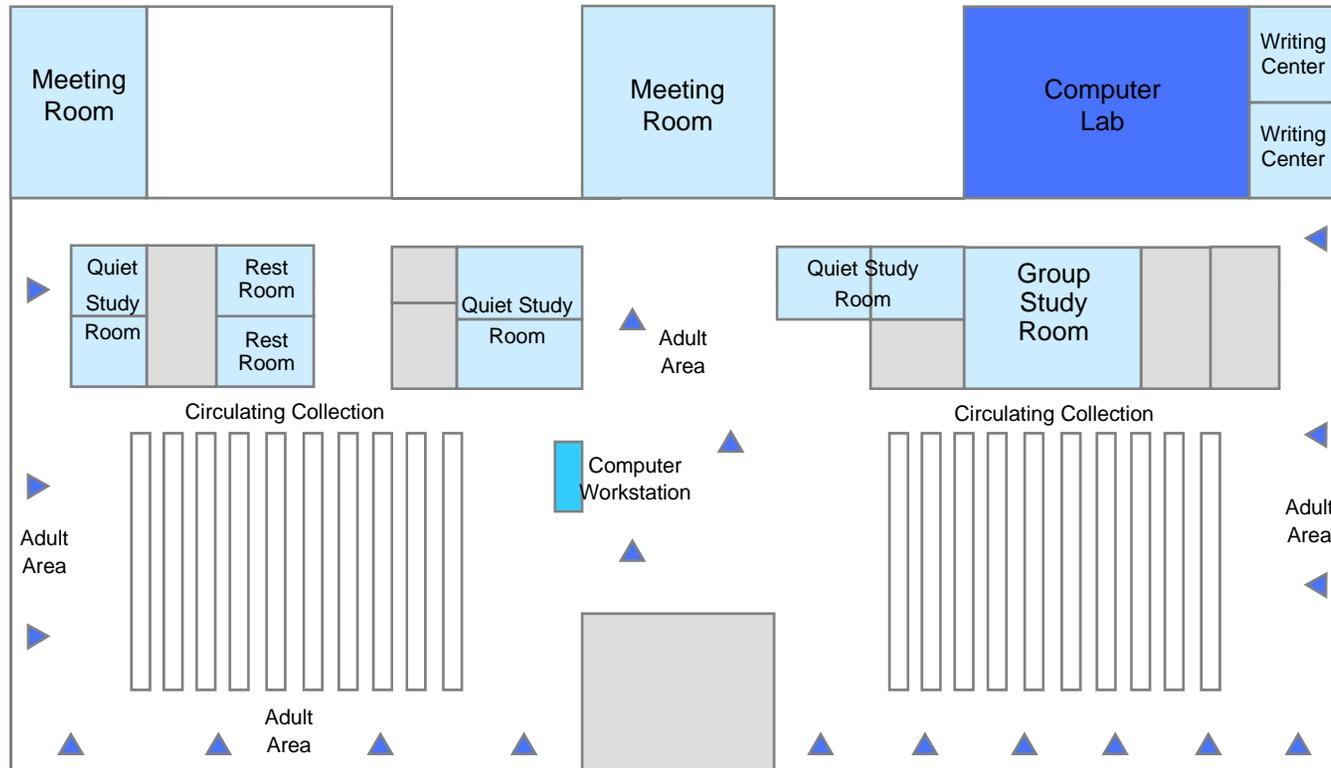 Meeting
Room
Meeting
Room
Computer
Lab
Writing
Center
Writing
Center
Quiet
Study
Room
Rest
Room
Rest
Room
Quiet Study
Room
Adult
Area
Quiet Study
Room
Group
Study
Room
Circulating Collection
Circulating Collection
Computer
Workstation
Adult
Area
Adult
Area
Adult
Area